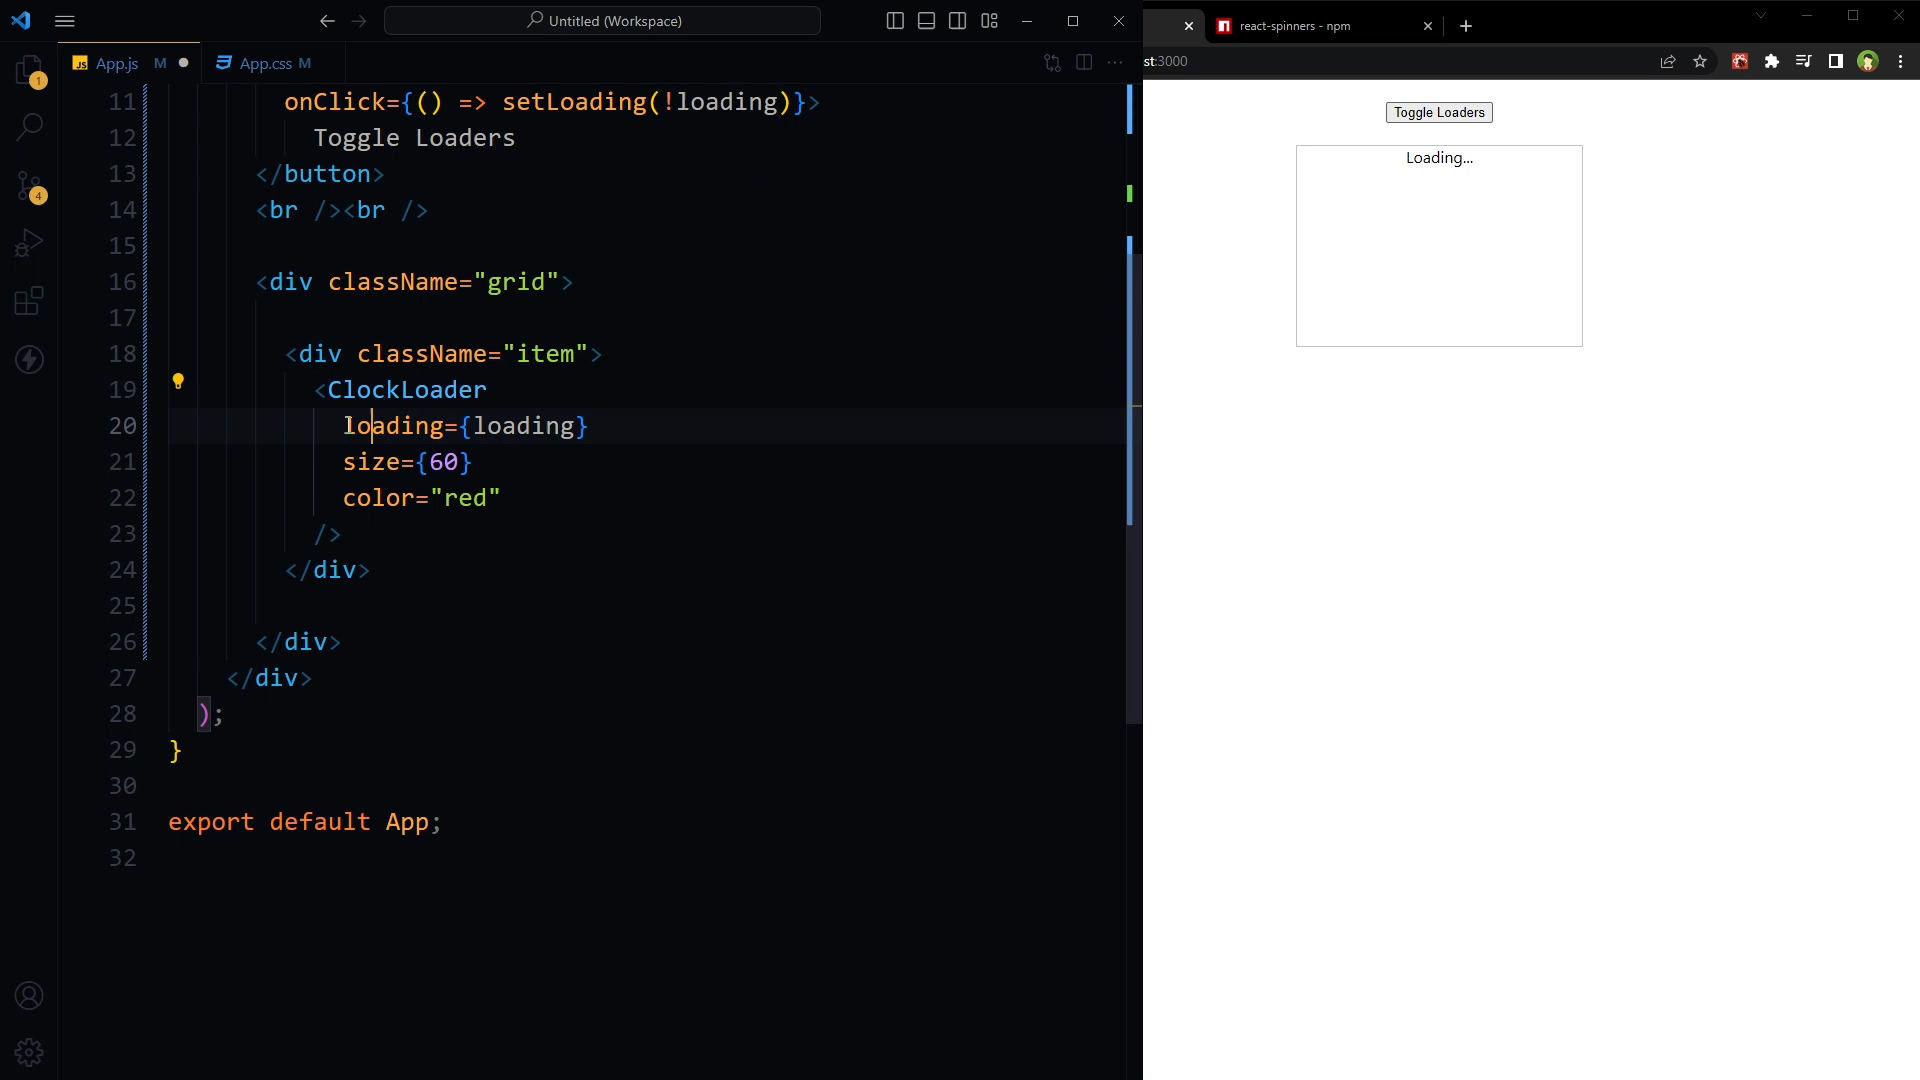 Untitled (Workspace)
App.js M
App.css M
1
4
11 onClick={() => setLoading(!loading)}>
12 Toggle Loaders
13 </button>
14 <br /><br />
15
16 <div className="grid">
17
18 <div className="item">
19 <ClockLoader
20 loading={loading}
21 size={60}
22 color="red"
23 />
24 </div>
25
26 </div>
27 </div>
28 );
29 }
30
31 export default App;
32
react-spinners - npm
st:3000
Toggle Loaders
Loading...